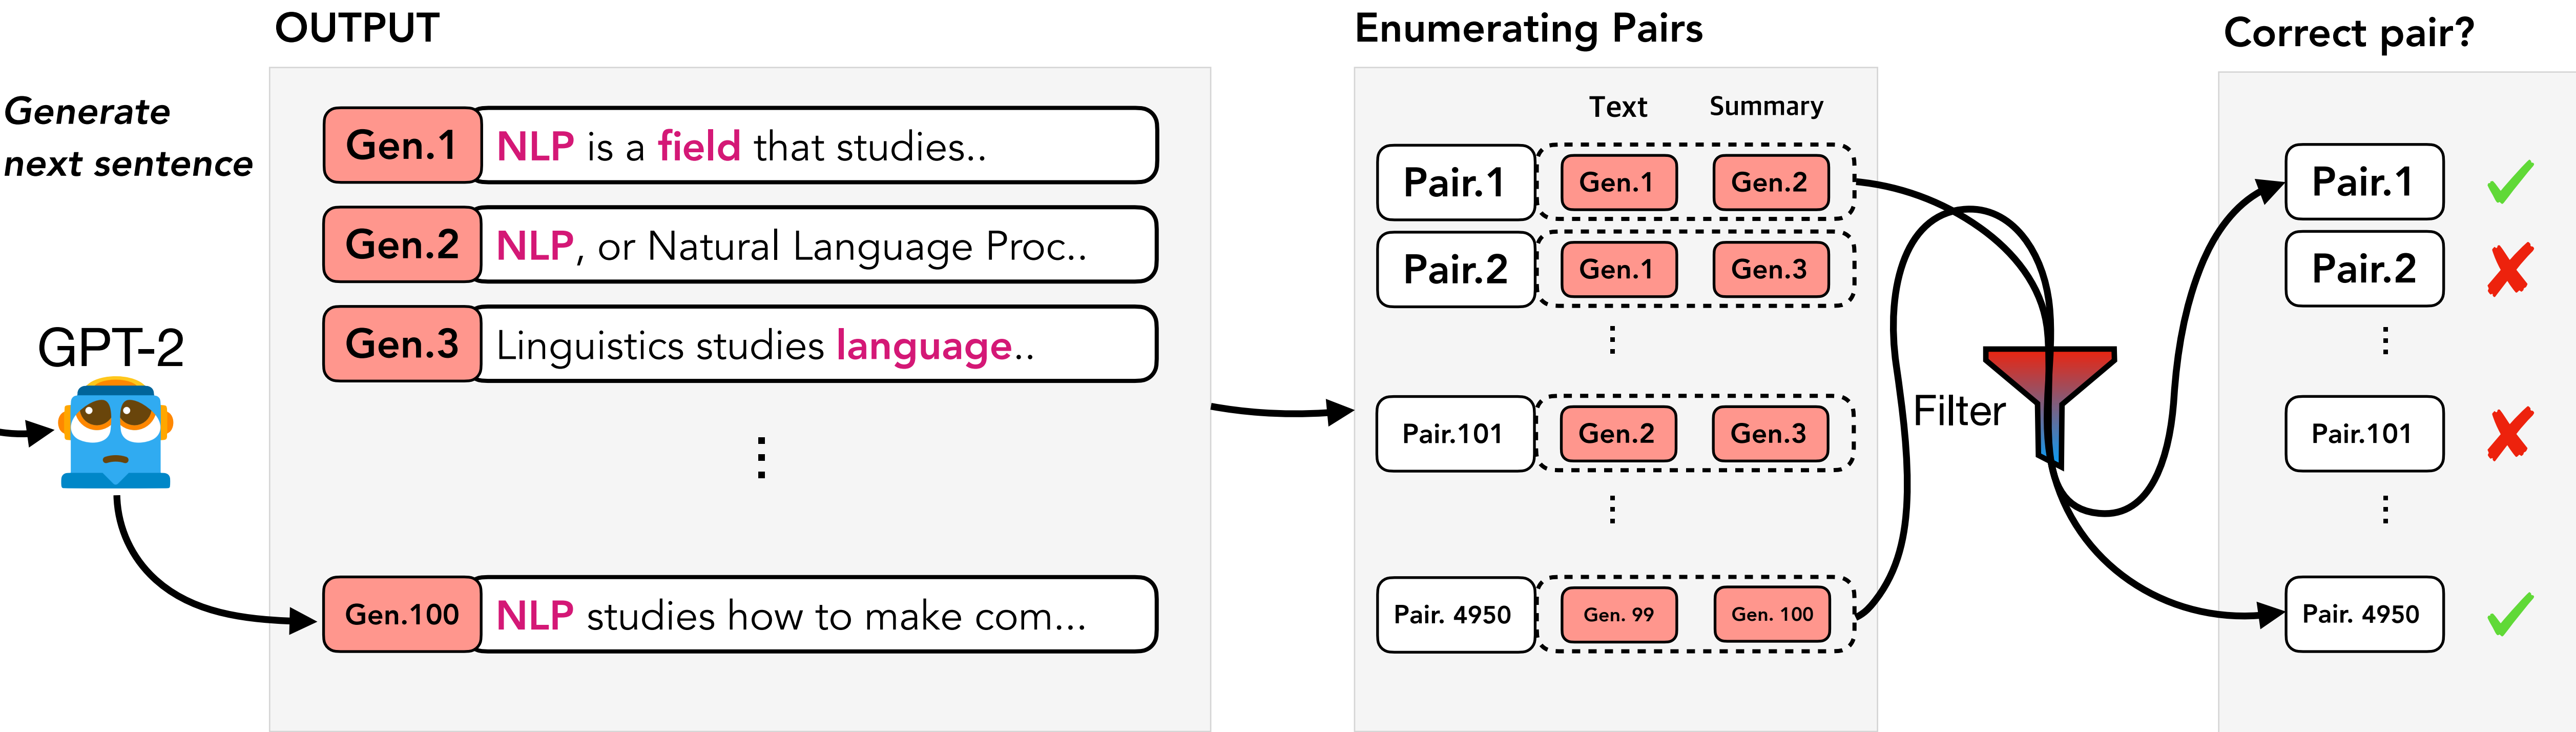 OUTPUT
Enumerating Pairs
Correct pair?
Generate
next sentence
GPT-2
Gen.1 NLP is a field that studies..
Gen.2 NLP, or Natural Language Proc..
Gen.3 Linguistics studies language..
⋮
Gen.100 NLP studies how to make com...
Text Summary
Pair.1 Gen.1 Gen.2
Pair.2 Gen.1 Gen.3
⋮
Pair.101 Gen.2 Gen.3
⋮
Pair. 4950 Gen. 99 Gen. 100
Filter
Pair.1 ✓
Pair.2 ✘
⋮
Pair.101 ✘
⋮
Pair. 4950 ✓